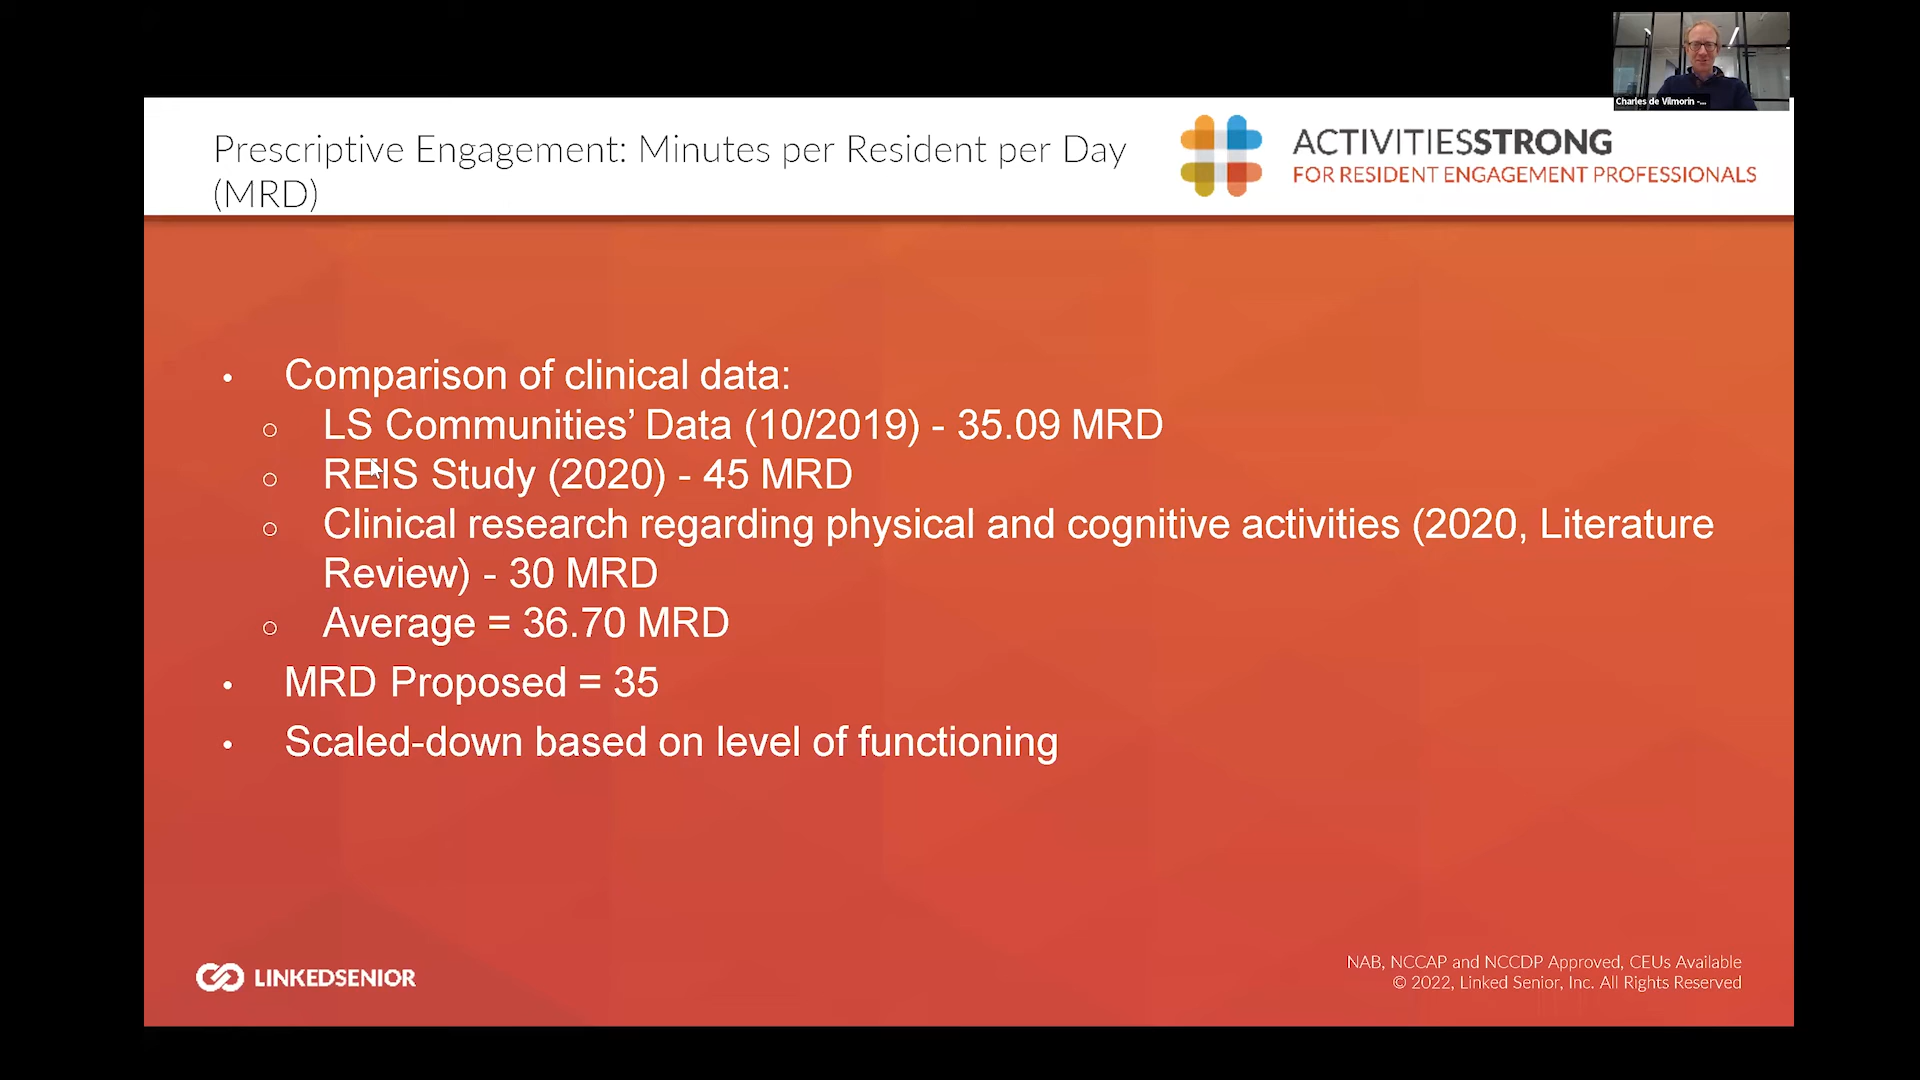 Charles de Vilmorin -...
Prescriptive Engagement: Minutes per Resident per Day
(MRD)
ACTIVITIESSTRONG
FOR RESIDENT ENGAGEMENT PROFESSIONALS
• Comparison of clinical data:
○ LS Communities’ Data (10/2019) - 35.09 MRD
○ REIS Study (2020) - 45 MRD
○ Clinical research regarding physical and cognitive activities (2020, Literature
Review) - 30 MRD
○ Average = 36.70 MRD
• MRD Proposed = 35
• Scaled-down based on level of functioning
LINKEDSENIOR
NAB, NCCAP and NCCDP Approved, CEUs Available
© 2022, Linked Senior, Inc. All Rights Reserved